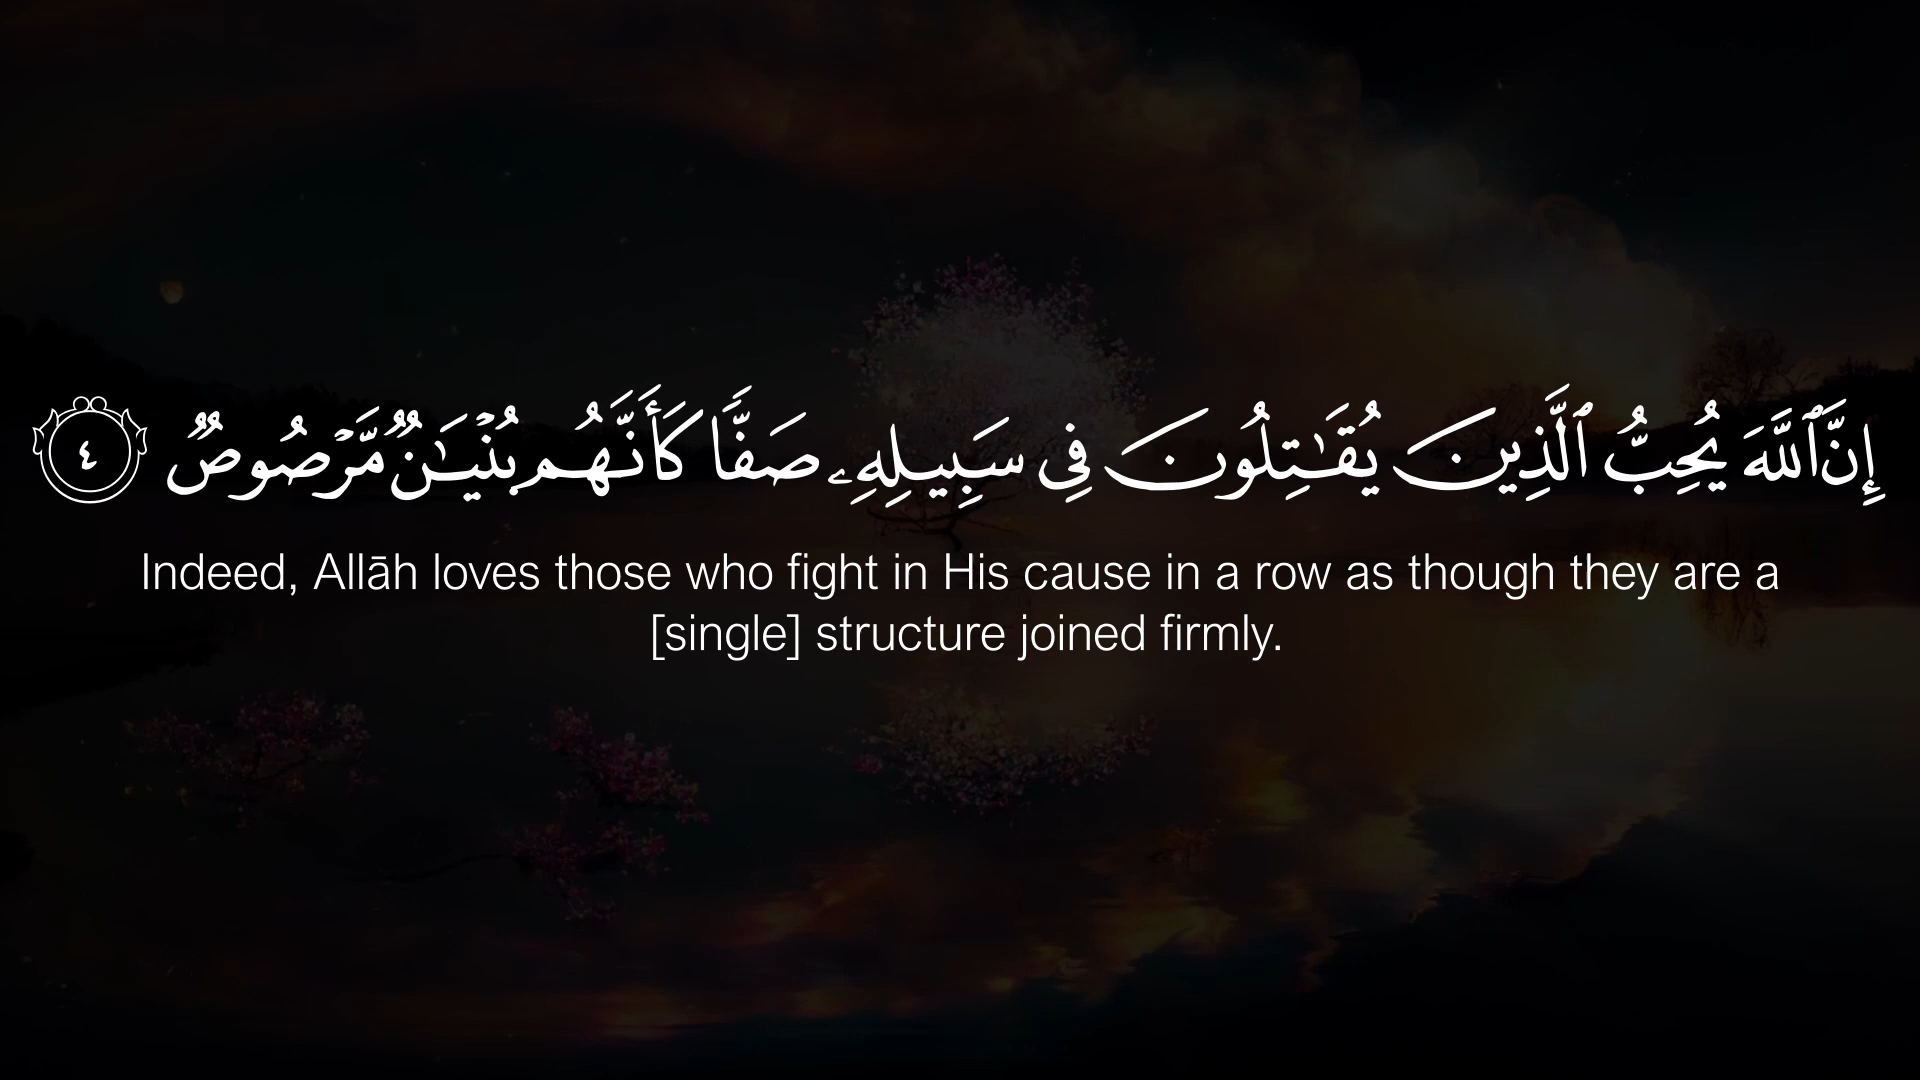 إِنَّ ٱللَّهَ يُحِبُّ ٱلَّذِينَ يُقَـٰتِلُونَ فِى سَبِيلِهِۦ صَفًّا كَأَنَّهُم بُنْيَـٰنٌ مَّرْصُوصٌ ٤
Indeed, Allāh loves those who fight in His cause in a row as though they are a
[single] structure joined firmly.